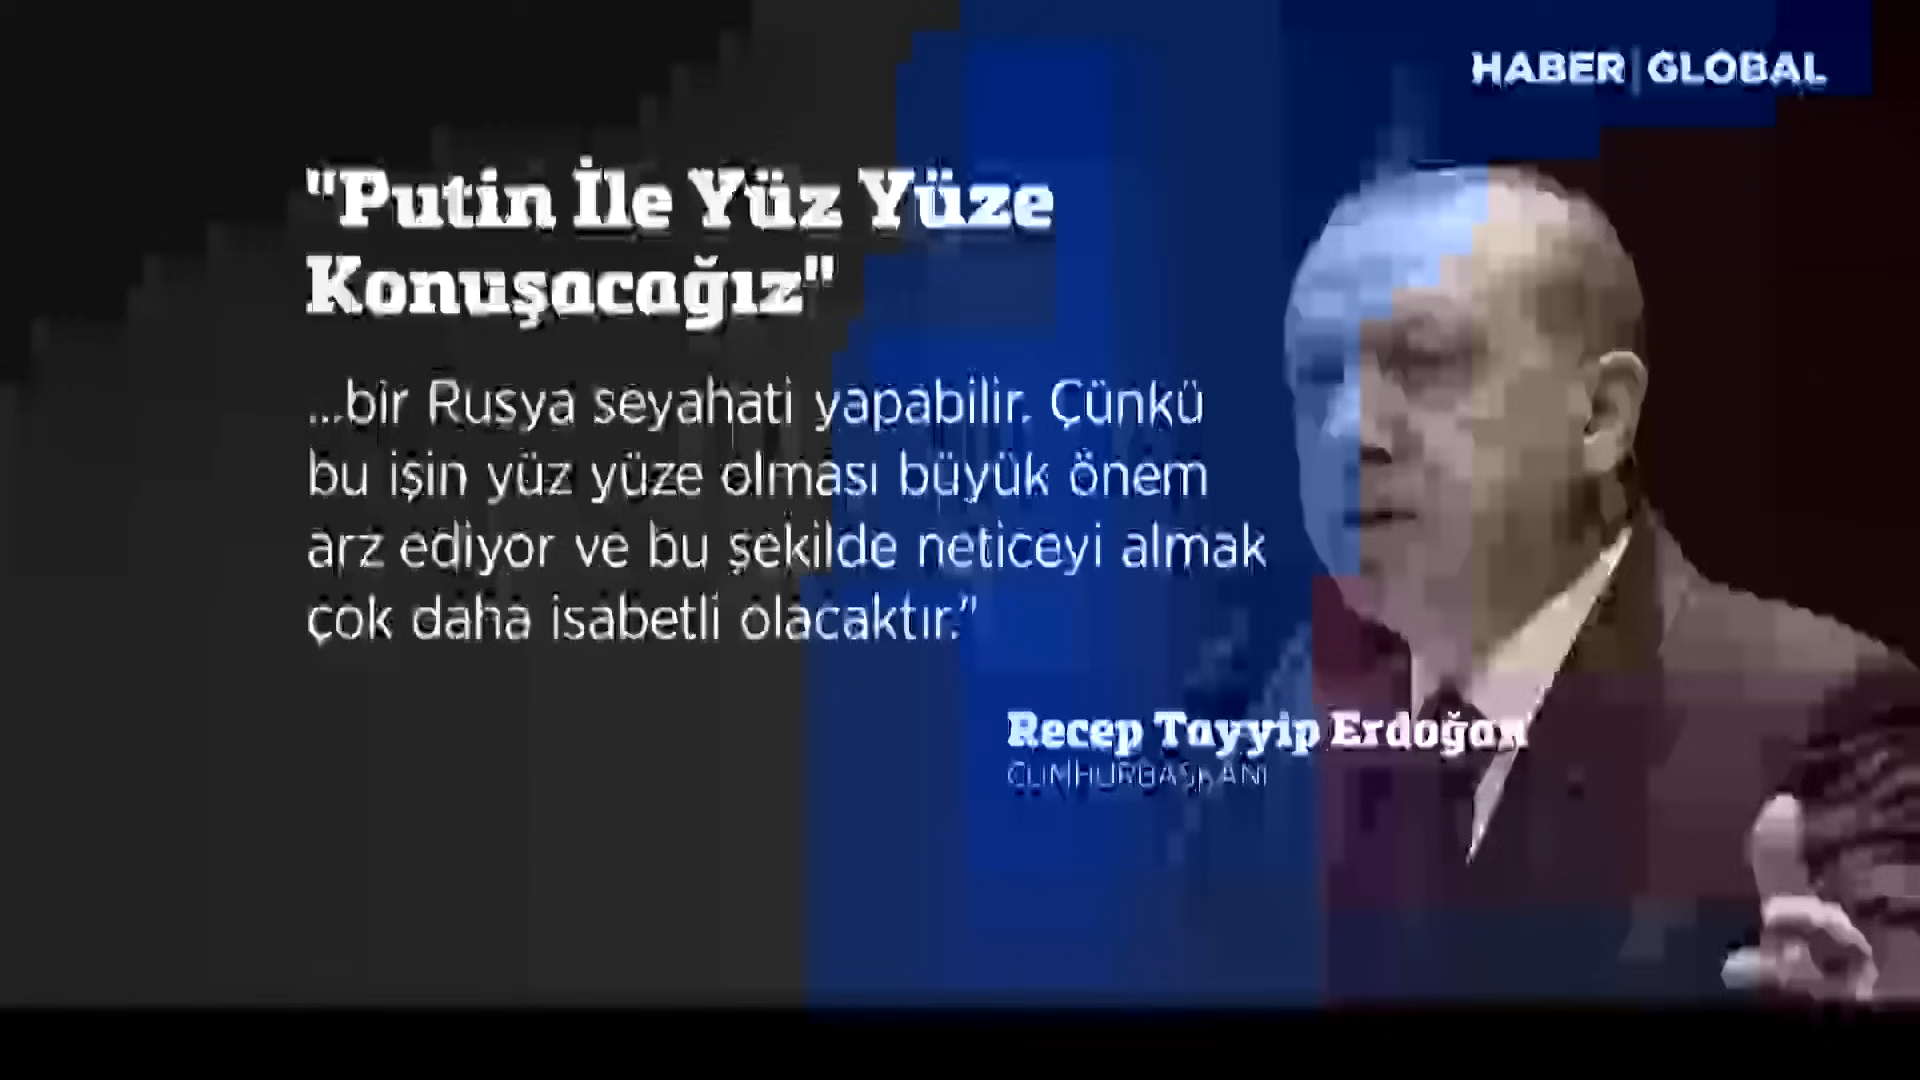 HABER|GLOBAL
"Putin İle Yüz Yüze
Konuşacağız"
...bir Rusya seyahati yapabilir. Çünkü
bu işin yüz yüze olması büyük önem
arz ediyor ve bu şekilde neticeyi almak
çok daha isabetli olacaktır."
Recep Tayyip Erdoğan
CUMHURBAŞKANI